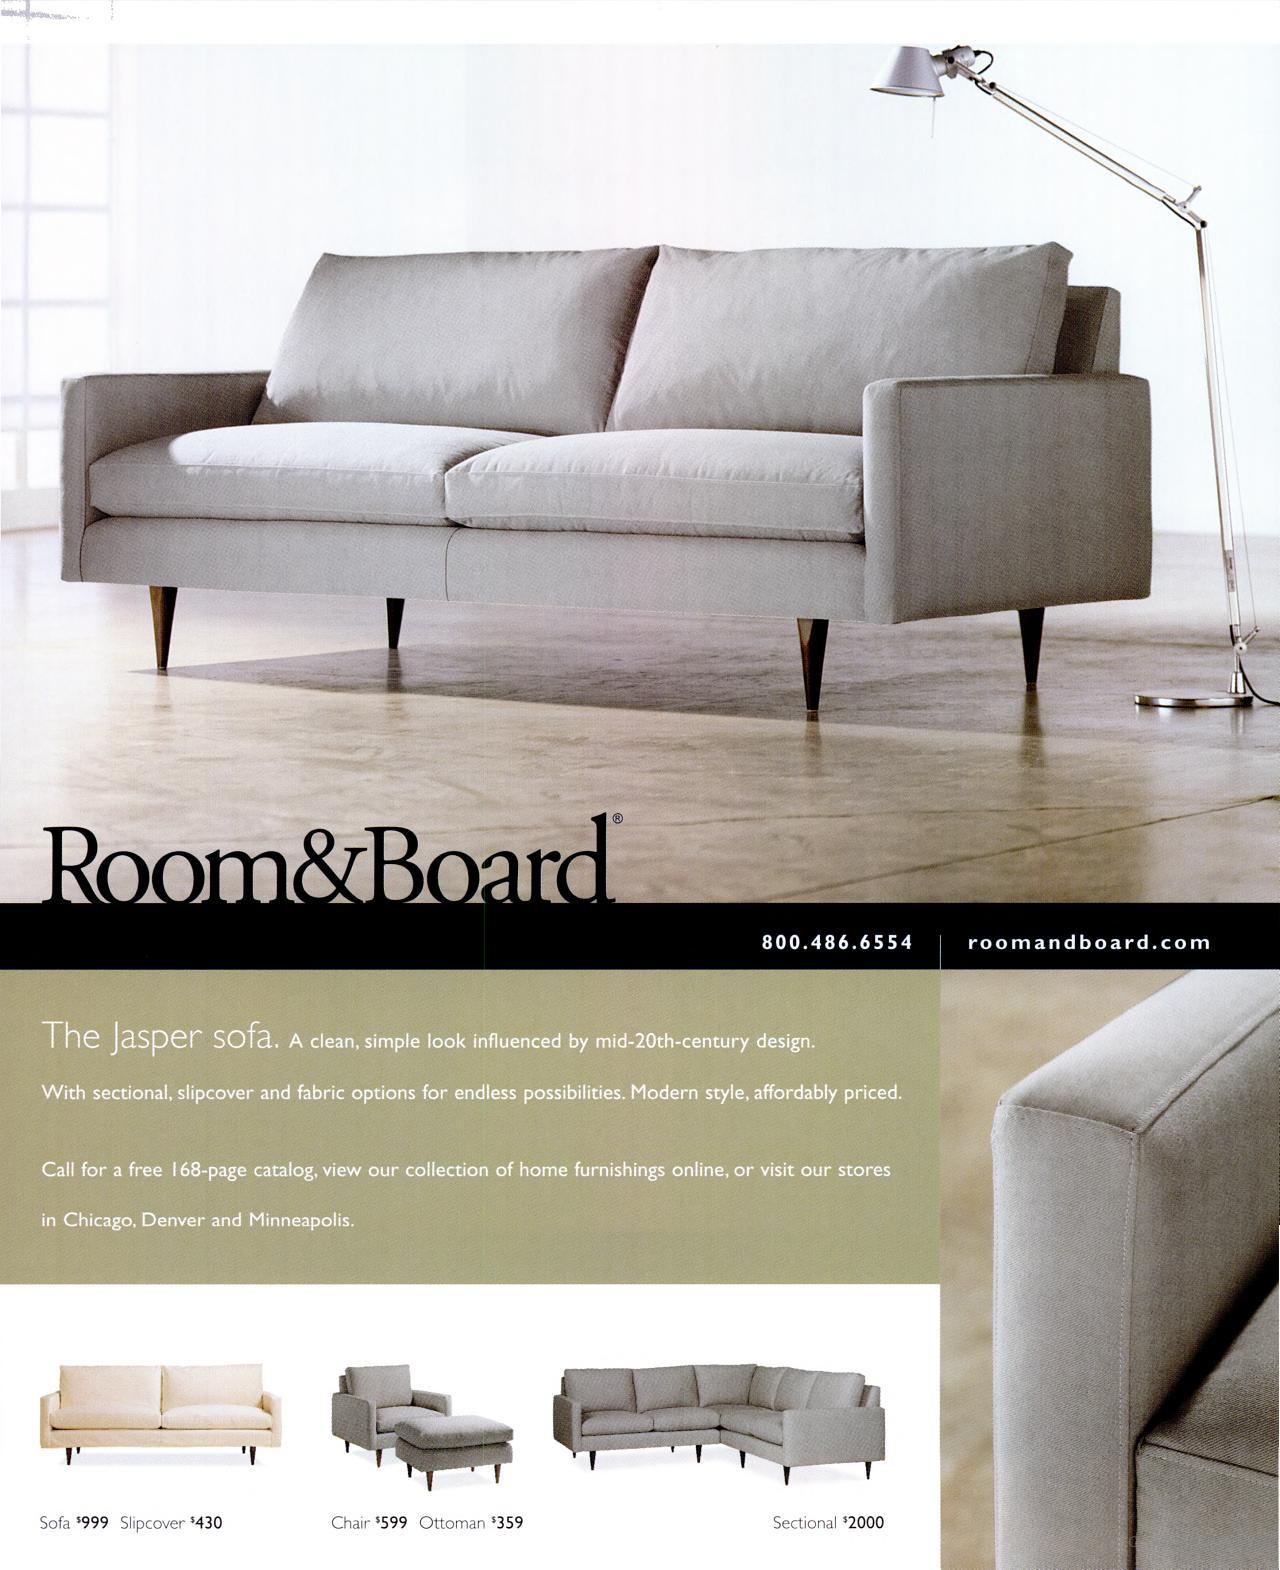 Room&Board®
800.486.6554 roomandboard.com
The Jasper sofa. A clean, simple look influenced by mid-20th-century design.
With sectional, slipcover and fabric options for endless possibilities. Modern style, affordably priced.
Call for a free 168-page catalog, view our collection of home furnishings online, or visit our stores
in Chicago, Denver and Minneapolis.
Sofa $999 Slipcover $430 Chair $599 Ottoman $359 Sectional $2000